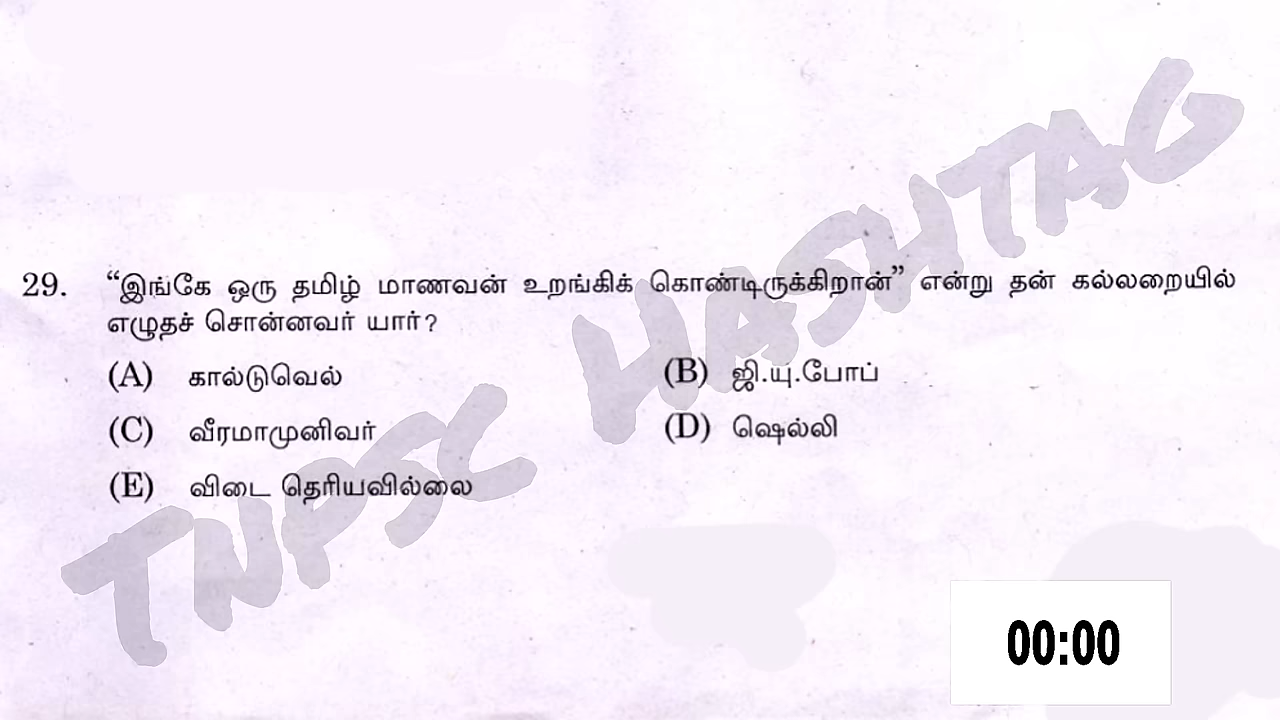 29. “இங்கே ஒரு தமிழ் மாணவன் உறங்கிக் கொண்டிருக்கிறான்” என்று தன் கல்லறையில்
எழுதச் சொன்னவர் யார்?
(A) கால்டுவெல் (B) ஜி.யு.போப்
(C) வீரமாமுனிவர் (D) ஷெல்லி
(E) விடை தெரியவில்லை
TNPSC HASHTAG
00:00